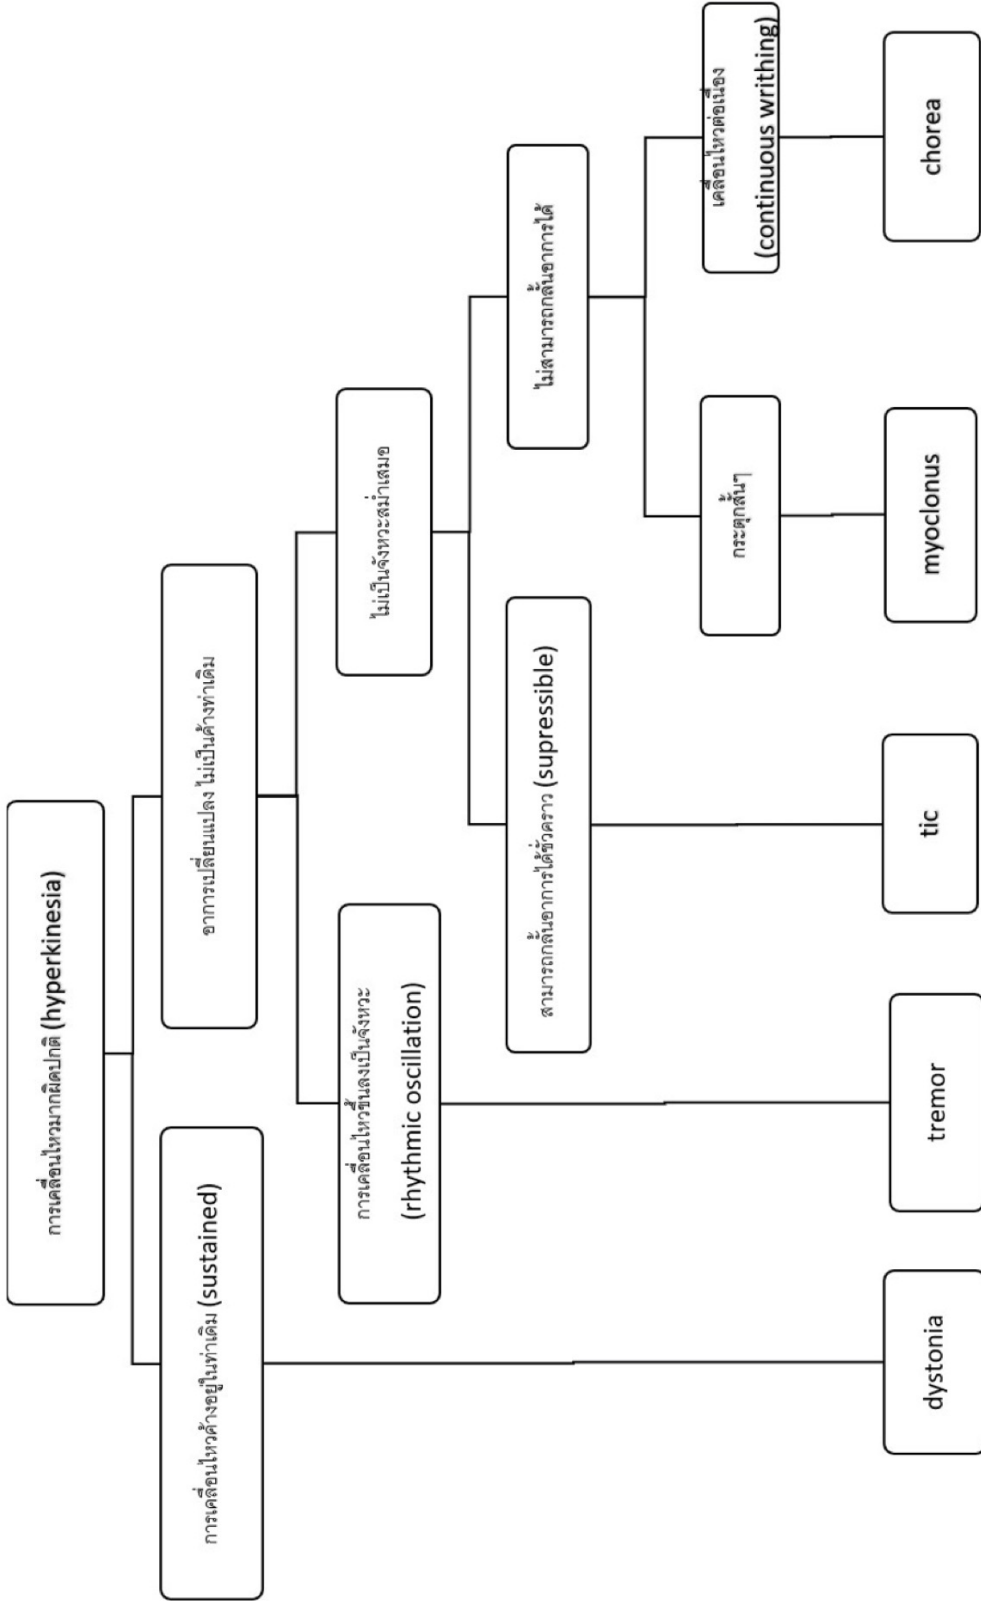 การเคลื่อนไหวมากผิดปกติ (hyperkinesia)
การเคลื่อนไหวค้างอยู่ในท่าเดิม (sustained)
อาการเปลี่ยนแปลง ไม่เป็นค้างท่าเดิม
การเคลื่อนไหวขึ้นลงเป็นจังหวะ
(rhythmic oscillation)
ไม่เป็นจังหวะสม่ำเสมอ
สามารถกลั้นอาการได้ชั่วคราว (supressible)
ไม่สามารถกลั้นอาการได้
กระตุกสั้นๆ
เคลื่อนไหวต่อเนื่อง
(continuous writhing)
dystonia
tremor
tic
myoclonus
chorea